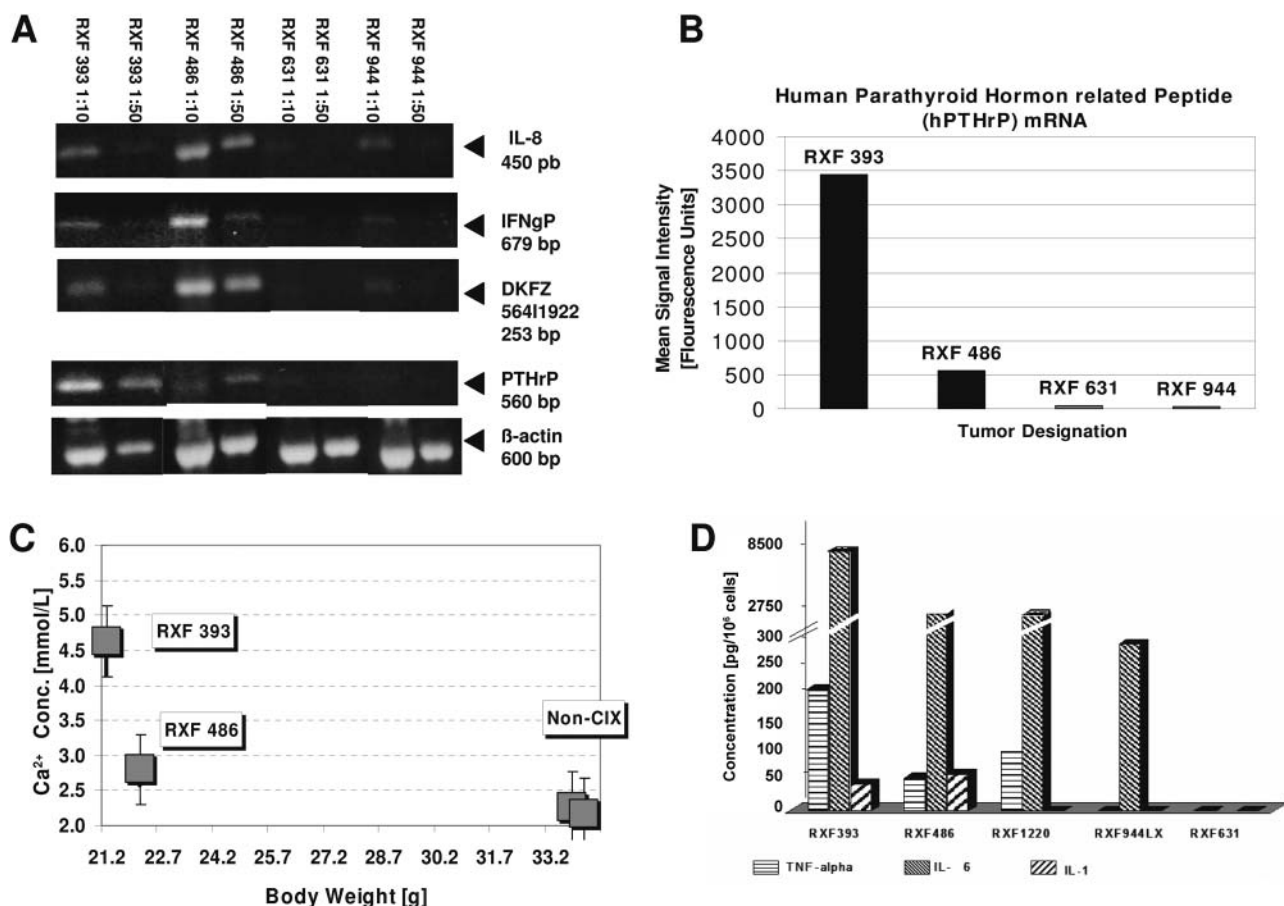 A
RXF 393 1:10
RXF 393 1:50
RXF 486 1:10
RXF 486 1:50
RXF 631 1:10
RXF 631 1:50
RXF 944 1:10
RXF 944 1:50
IL-8
450 pb
IFNgP
679 bp
DKFZ
564I1922
253 bp
PTHrP
560 bp
ß-actin
600 bp
B
Human Parathyroid Hormon related Peptide
(hPTHrP) mRNA
Mean Signal Intensity
[Flourescence Units]
4000
3500
3000
2500
2000
1500
1000
500
0
RXF 393
RXF 486
RXF 631
RXF 944
Tumor Designation
C
Ca²⁺ Conc. [mmol/L]
6.0
5.5
5.0
4.5
4.0
3.5
3.0
2.5
2.0
RXF 393
RXF 486
Non-CIX
21.2 22.7 24.2 25.7 27.2 28.7 30.2 31.7 33.2
Body Weight [g]
D
Concentration [pg/10⁶ cells]
8500
2750
300
250
200
150
100
50
0
RXF393 RXF486 RXF1220 RXF944LX RXF631
TNF-alpha IL- 6 IL-1